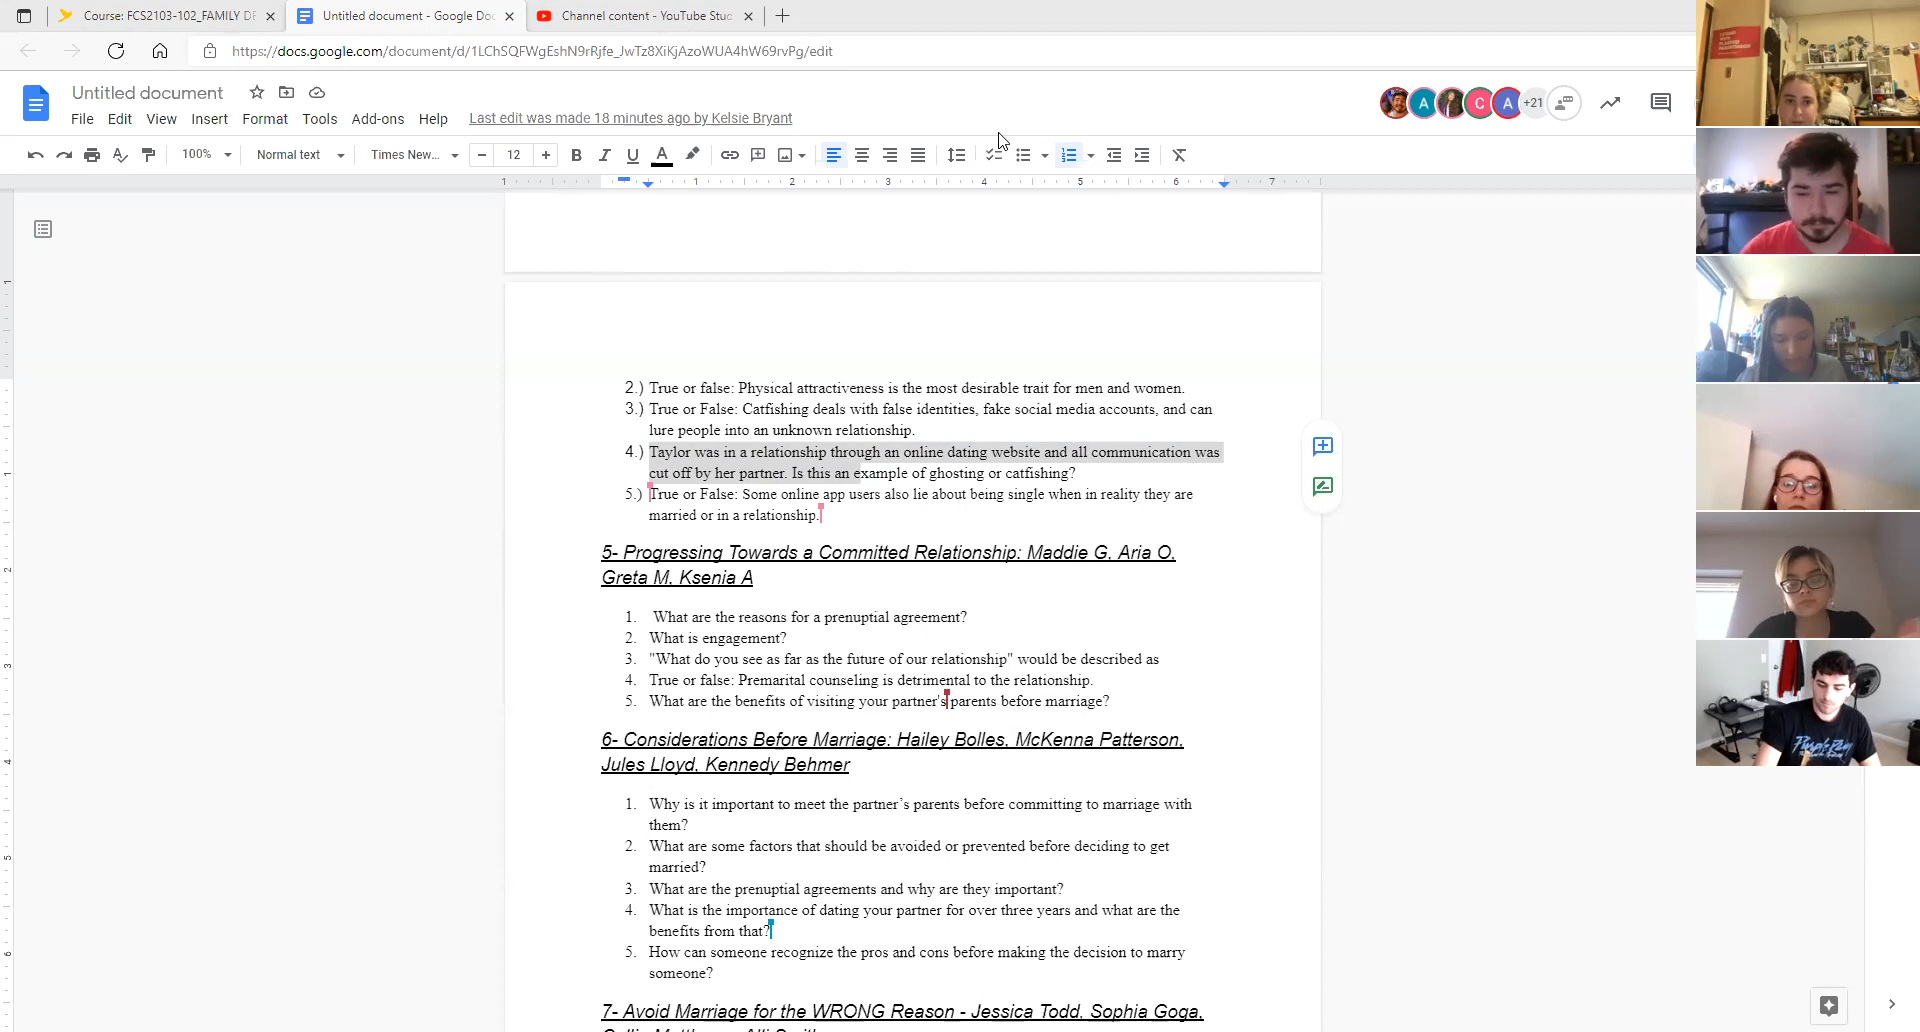 Course: FCS2103-102_FAMILY DE
Untitled document - Google Doc
Channel content - YouTube Stud
https://docs.google.com/document/d/1LChSQFWgEshN9rRjfe_JwTz8XiKjAzoWUA4hW69rvPg/edit
Untitled document
File Edit View Insert Format Tools Add-ons Help Last edit was made 18 minutes ago by Kelsie Bryant
A C A +21
100% Normal text Times New... 12 B I U A
1 1 2 3 4 5 6 7
2.) True or false: Physical attractiveness is the most desirable trait for men and women.
3.) True or False: Catfishing deals with false identities, fake social media accounts, and can
lure people into an unknown relationship.
4.) Taylor was in a relationship through an online dating website and all communication was
cut off by her partner. Is this an example of ghosting or catfishing?
5.) True or False: Some online app users also lie about being single when in reality they are
married or in a relationship.
5- Progressing Towards a Committed Relationship: Maddie G, Aria O,
Greta M, Ksenia A
1. What are the reasons for a prenuptial agreement?
2. What is engagement?
3. "What do you see as far as the future of our relationship" would be described as
4. True or false: Premarital counseling is detrimental to the relationship.
5. What are the benefits of visiting your partner's parents before marriage?
6- Considerations Before Marriage: Hailey Bolles, McKenna Patterson,
Jules Lloyd, Kennedy Behmer
1. Why is it important to meet the partner’s parents before committing to marriage with
them?
2. What are some factors that should be avoided or prevented before deciding to get
married?
3. What are the prenuptial agreements and why are they important?
4. What is the importance of dating your partner for over three years and what are the
benefits from that?
5. How can someone recognize the pros and cons before making the decision to marry
someone?
7- Avoid Marriage for the WRONG Reason - Jessica Todd, Sophia Goga,